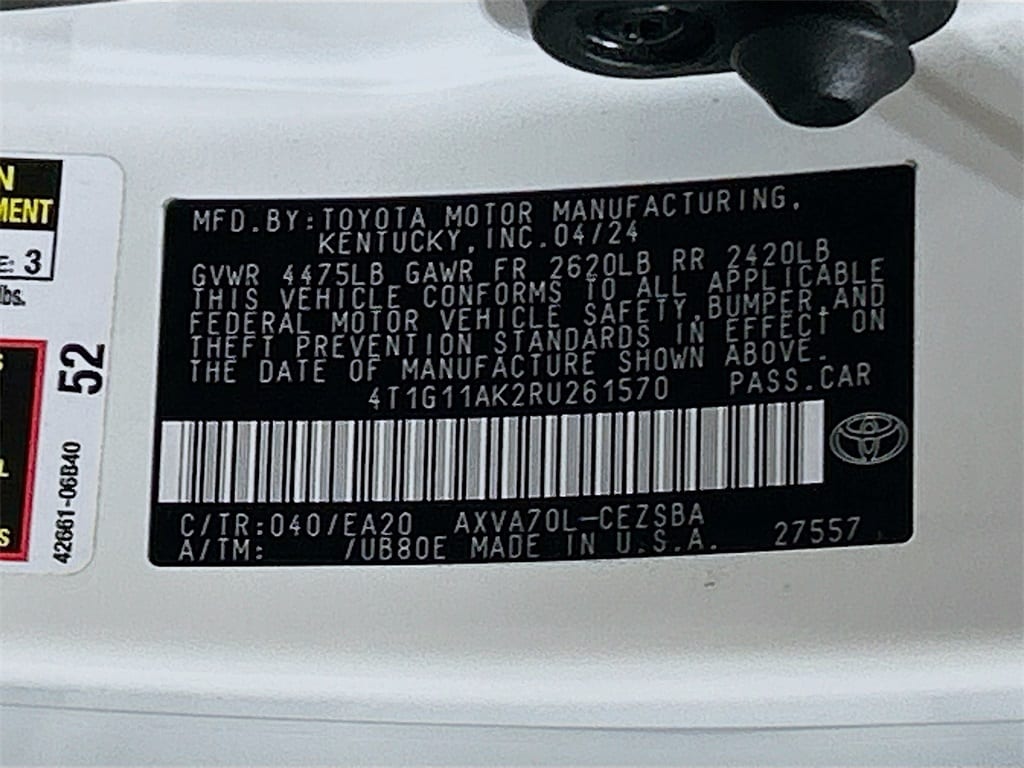 N
MENT
E: 3
lbs.
S
52
L
S
42661-06B40
MFD.BY:TOYOTA MOTOR MANUFACTURING,
KENTUCKY,INC.04/24
GVWR 4475LB GAWR FR 2620LB RR 2420LB
THIS VEHICLE CONFORMS TO ALL APPLICABLE
FEDERAL MOTOR VEHICLE SAFETY,BUMPER,AND
THEFT PREVENTION STANDARDS IN EFFECT ON
THE DATE OF MANUFACTURE SHOWN ABOVE.
4T1G11AK2RU261570 PASS.CAR
C/TR:040/EA20 AXVA70L-CEZSBA
A/TM: /UB80E MADE IN U.S.A. 27557